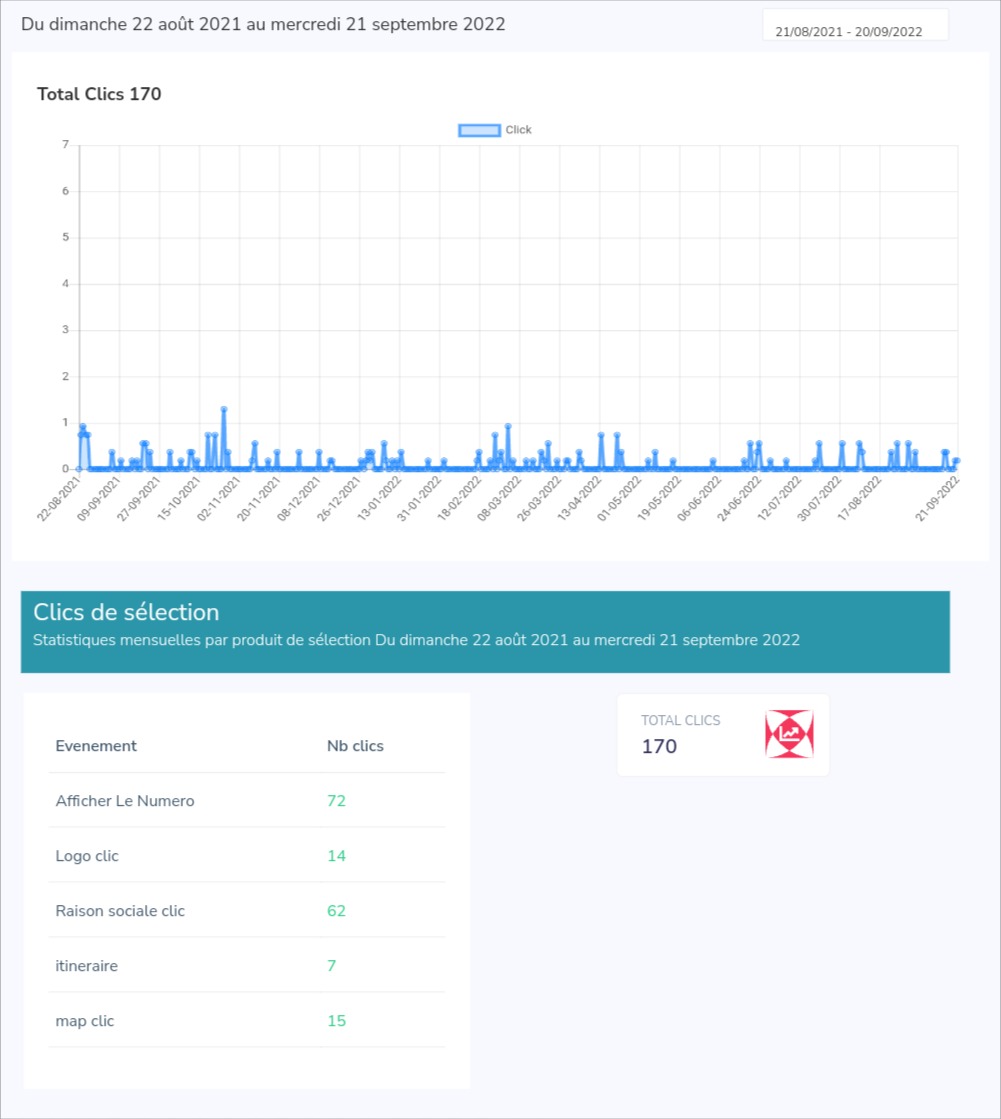 Du dimanche 22 août 2021 au mercredi 21 septembre 2022
21/08/2021 - 20/09/2022
Total Clics 170
Click
7
6
5
4
3
2
1
0
22-08-2021
09-09-2021
27-09-2021
15-10-2021
02-11-2021
20-11-2021
08-12-2021
26-12-2021
13-01-2022
31-01-2022
18-02-2022
08-03-2022
26-03-2022
13-04-2022
01-05-2022
19-05-2022
06-06-2022
24-06-2022
12-07-2022
30-07-2022
17-08-2022
21-09-2022
Clics de sélection
Statistiques mensuelles par produit de sélection Du dimanche 22 août 2021 au mercredi 21 septembre 2022
Evenement Nb clics
Afficher Le Numero 72
Logo clic 14
Raison sociale clic 62
itineraire 7
map clic 15
TOTAL CLICS
170